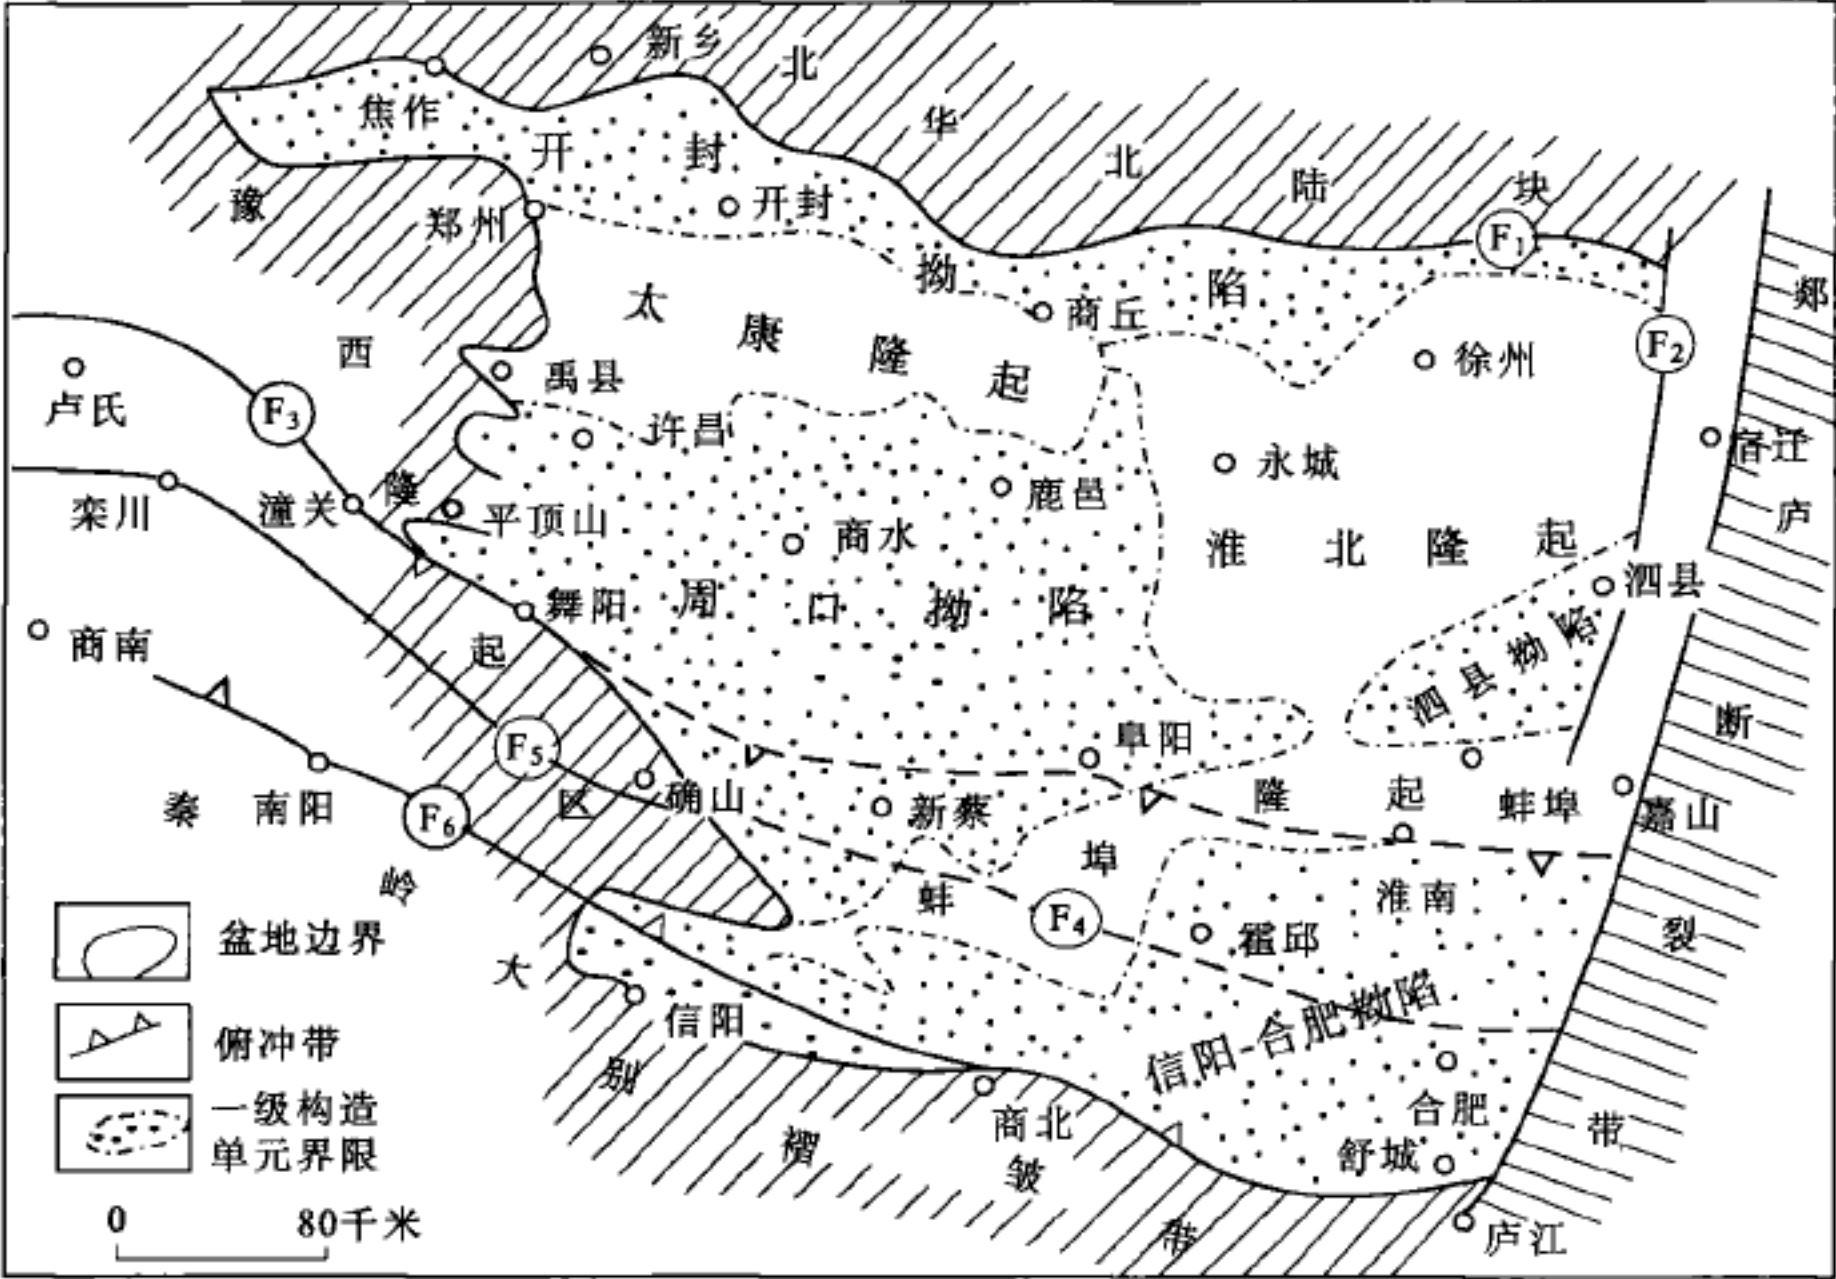 新乡
北华北陆块
焦作
开封拗陷
开封
豫西隆起区
郑州
F1
郯庐断裂带
太康隆起
商丘
徐州
F2
禹县
卢氏
F3
许昌
宿迁
永城
鹿邑
栾川
潼关
平顶山
商水
淮北隆起
泗县
舞阳
周口拗陷
商南
泗县拗陷
阜阳
F5
确山
新蔡
蚌埠隆起
蚌埠
嘉山
秦岭大别褶皱带
南阳
F6
淮南
F4
霍邱
盆地边界
信阳
信阳-合肥拗陷
俯冲带
合肥
一级构造
单元界限
商北
舒城
0 80千米
庐江